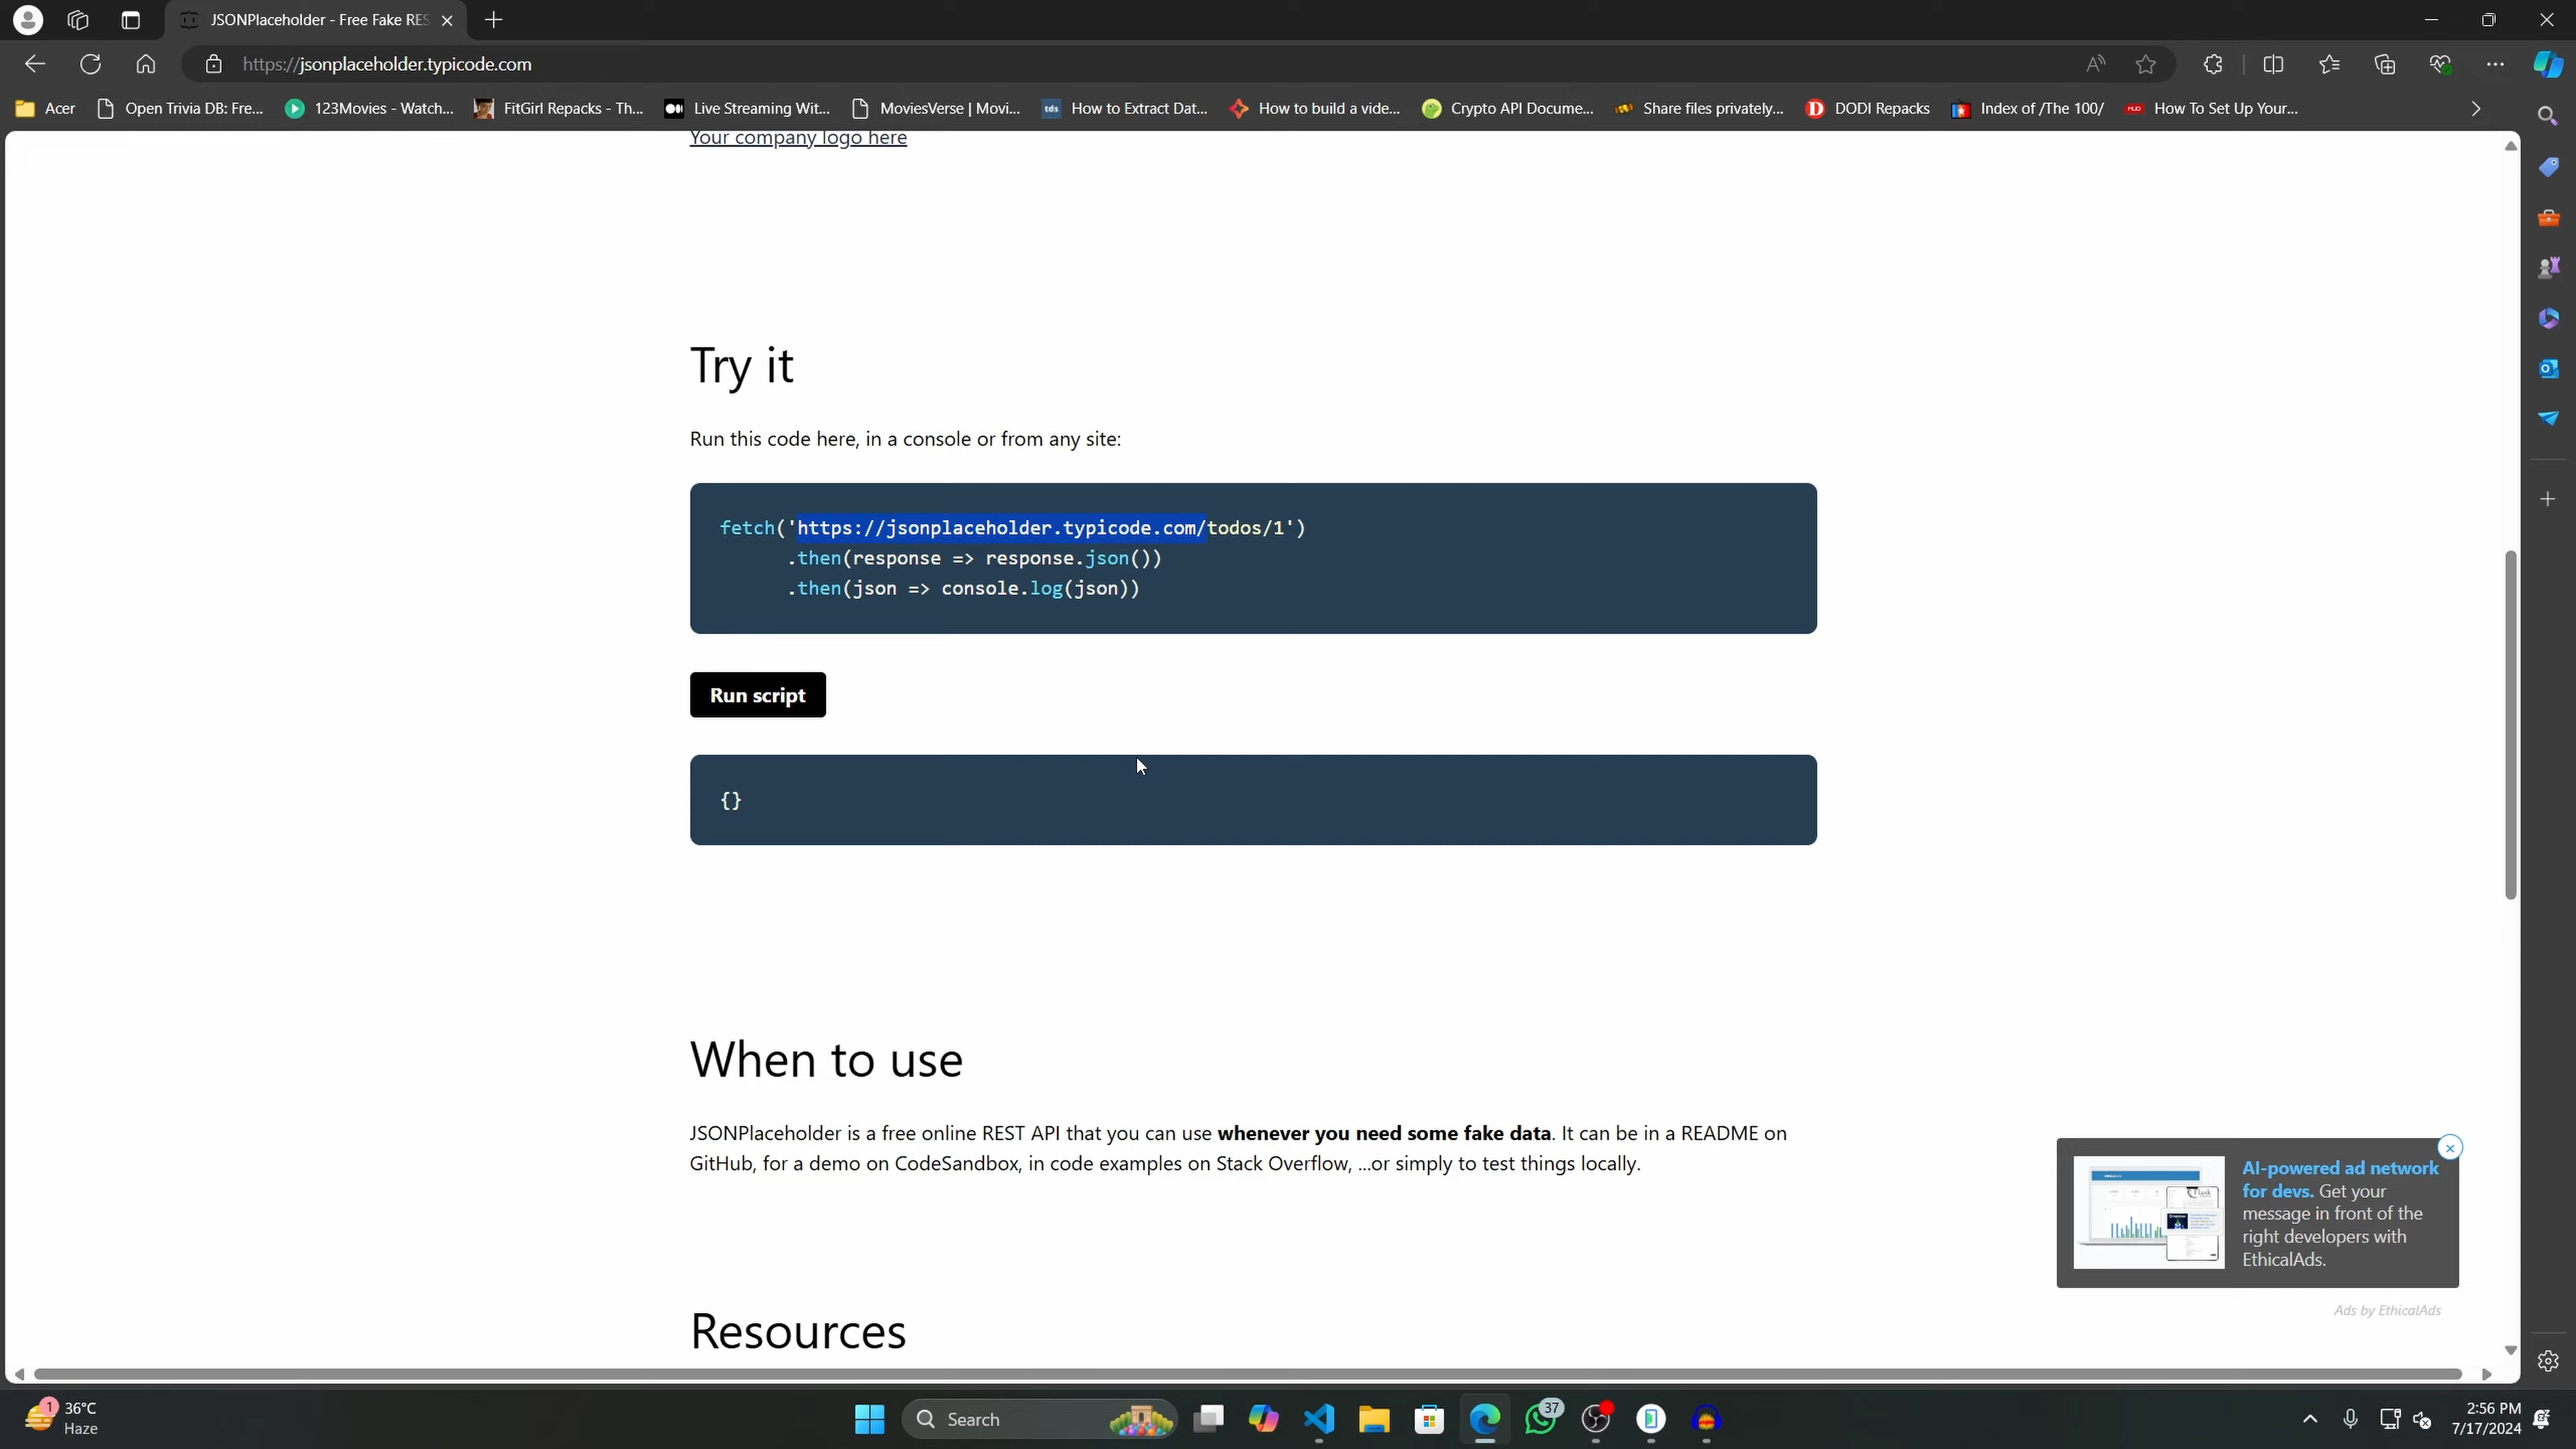 JSONPlaceholder - Free Fake RES
https://jsonplaceholder.typicode.com
Acer
Open Trivia DB: Fre...
123Movies - Watch...
FitGirl Repacks - Th...
Live Streaming Wit...
MoviesVerse | Movi...
tds
How to Extract Dat...
How to build a vide...
Crypto API Docume...
Share files privately...
DODI Repacks
Index of /The 100/
How To Set Up Your...
Your company logo here
Try it
Run this code here, in a console or from any site:
fetch('https://jsonplaceholder.typicode.com/todos/1')
.then(response => response.json())
.then(json => console.log(json))
Run script
{}
When to use
JSONPlaceholder is a free online REST API that you can use whenever you need some fake data. It can be in a README on
GitHub, for a demo on CodeSandbox, in code examples on Stack Overflow, ...or simply to test things locally.
AI-powered ad network
for devs. Get your
message in front of the
right developers with
EthicalAds.
Ads by EthicalAds
Resources
1
36°C
Haze
Search
37
2:56 PM
7/17/2024